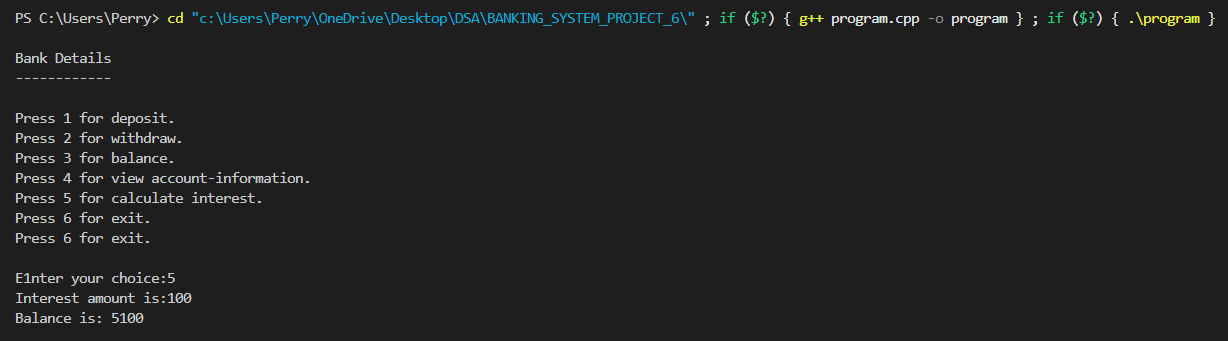 PS C:\Users\Perry> cd "c:\Users\Perry\OneDrive\Desktop\DSA\BANKING_SYSTEM_PROJECT_6\" ; if ($?) { g++ program.cpp -o program } ; if ($?) { .\program }
Bank Details
------------
Press 1 for deposit.
Press 2 for withdraw.
Press 3 for balance.
Press 4 for view account-information.
Press 5 for calculate interest.
Press 6 for exit.
Press 6 for exit.
E1nter your choice:5
Interest amount is:100
Balance is: 5100